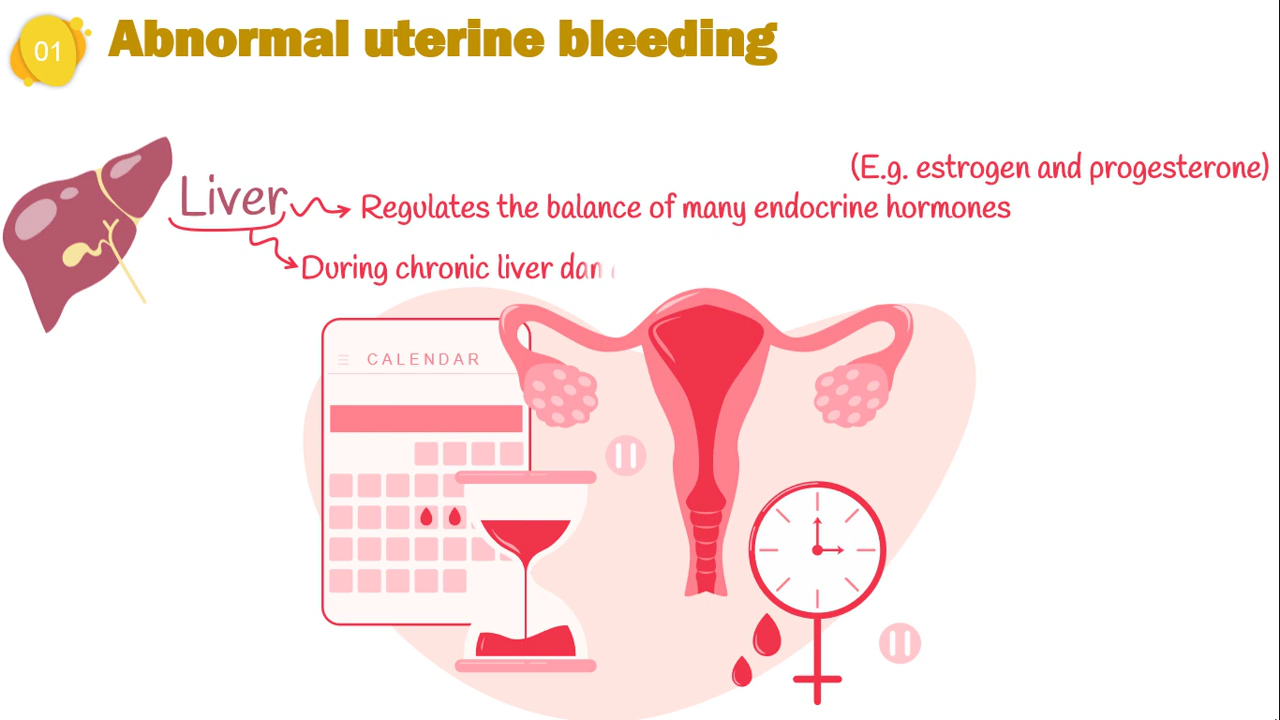 01
Abnormal uterine bleeding
(E.g. estrogen and progesterone)
Liver
Regulates the balance of many endocrine hormones
During chronic liver
CALENDAR